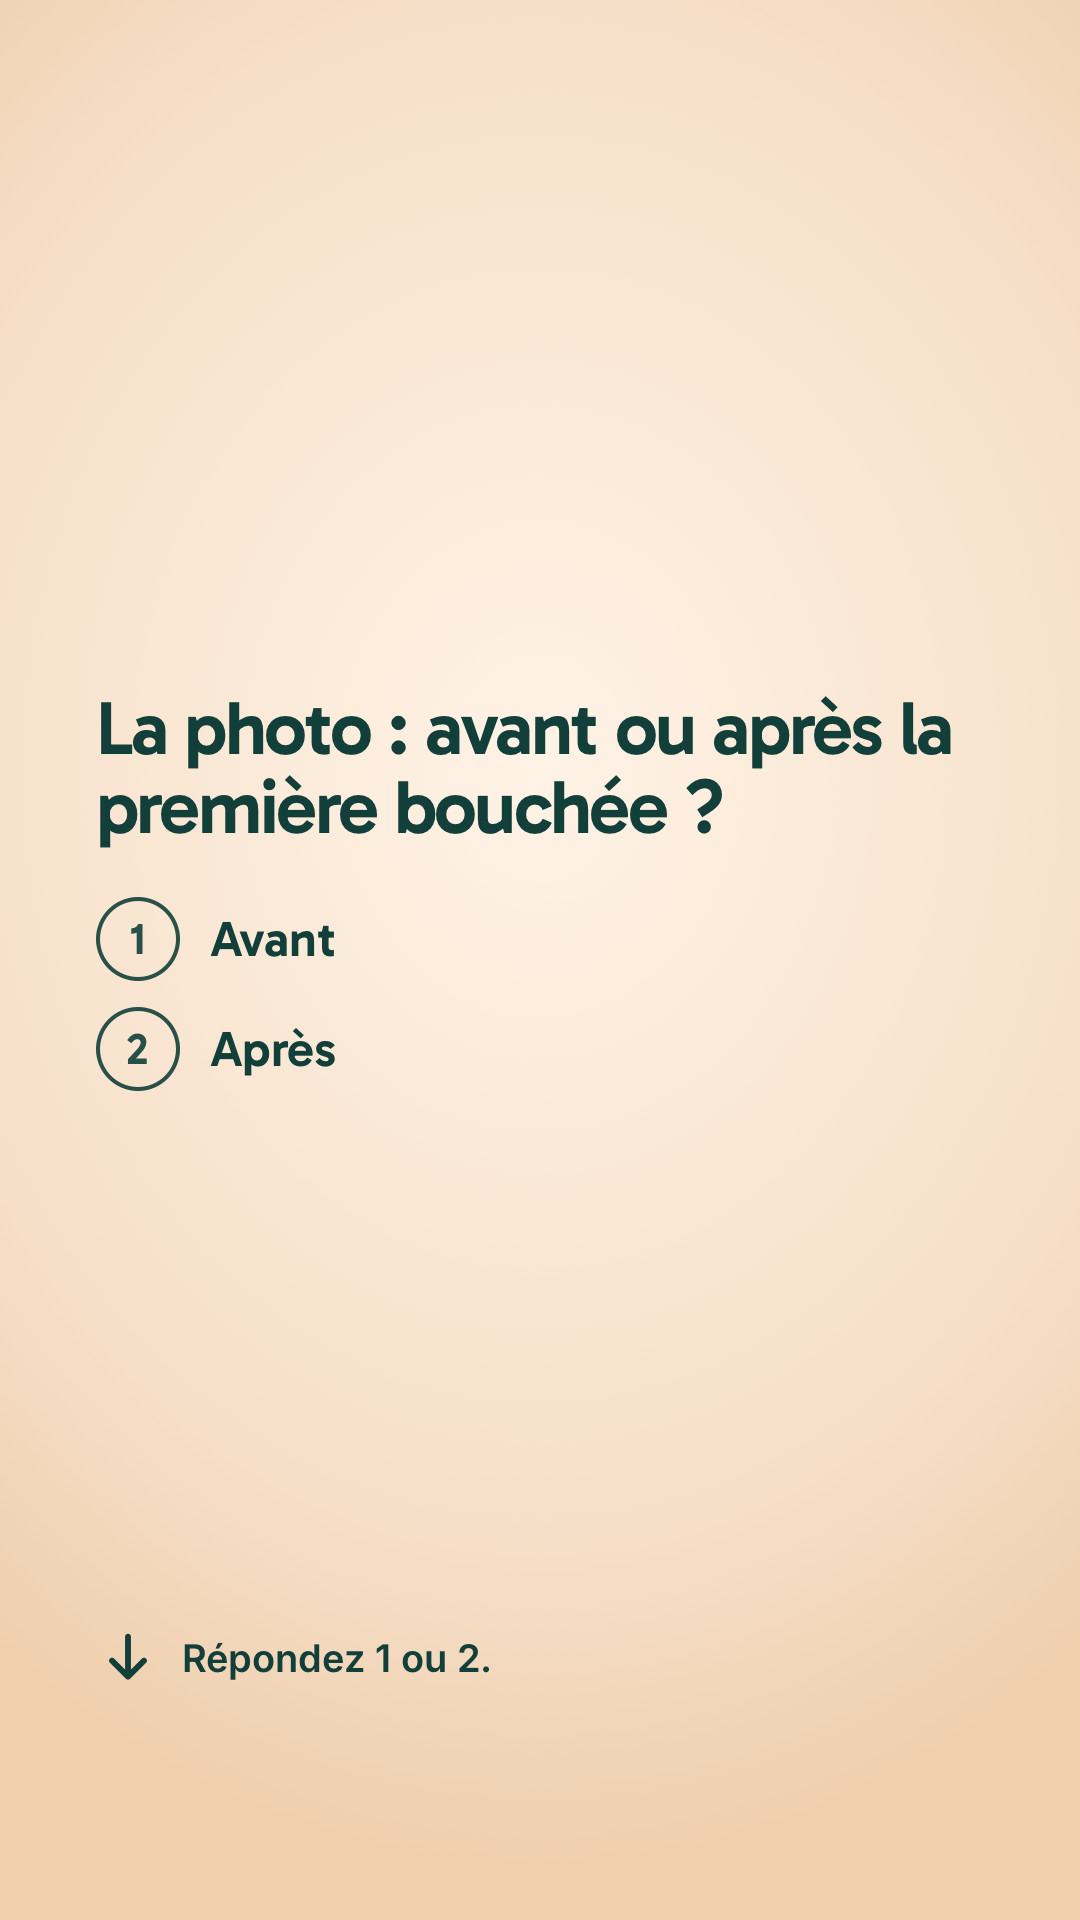 La photo : avant ou après la
première bouchée ?
1 Avant
2 Après
Répondez 1 ou 2.